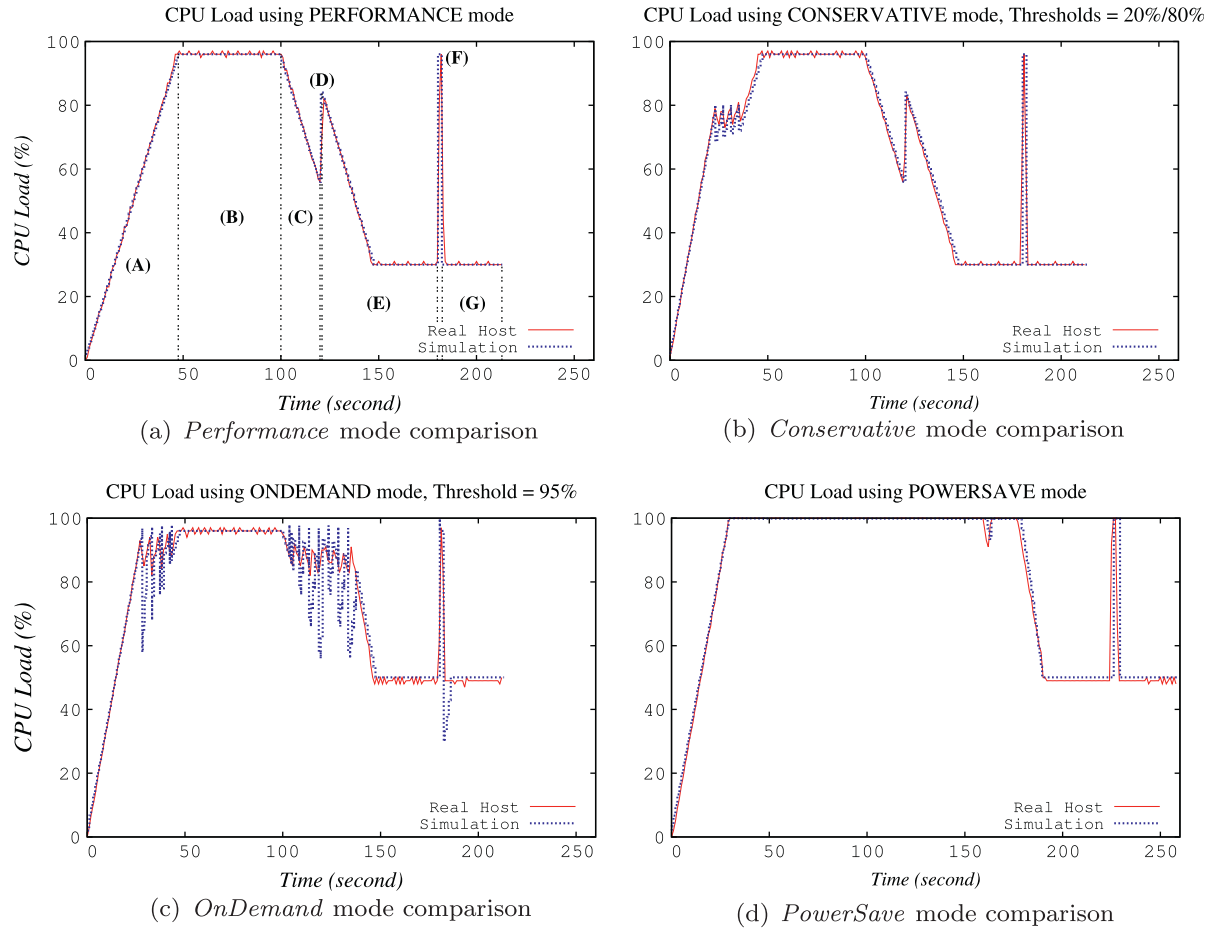 CPU Load using PERFORMANCE mode
100
80
60
40
20
0
CPU Load (%)
(A)
(B)
(C)
(D)
(E)
(F)
(G)
Real Host
Simulation
0 50 100 150 200 250
Time (second)
(a) Performance mode comparison
CPU Load using CONSERVATIVE mode, Thresholds = 20%/80%
100
80
60
40
20
0
Real Host
Simulation
0 50 100 150 200 250
Time (second)
(b) Conservative mode comparison
CPU Load using ONDEMAND mode, Threshold = 95%
100
80
60
40
20
0
CPU Load (%)
Real Host
Simulation
0 50 100 150 200 250
Time (second)
(c) OnDemand mode comparison
CPU Load using POWERSAVE mode
100
80
60
40
20
0
Real Host
Simulation
0 50 100 150 200 250
Time (second)
(d) PowerSave mode comparison